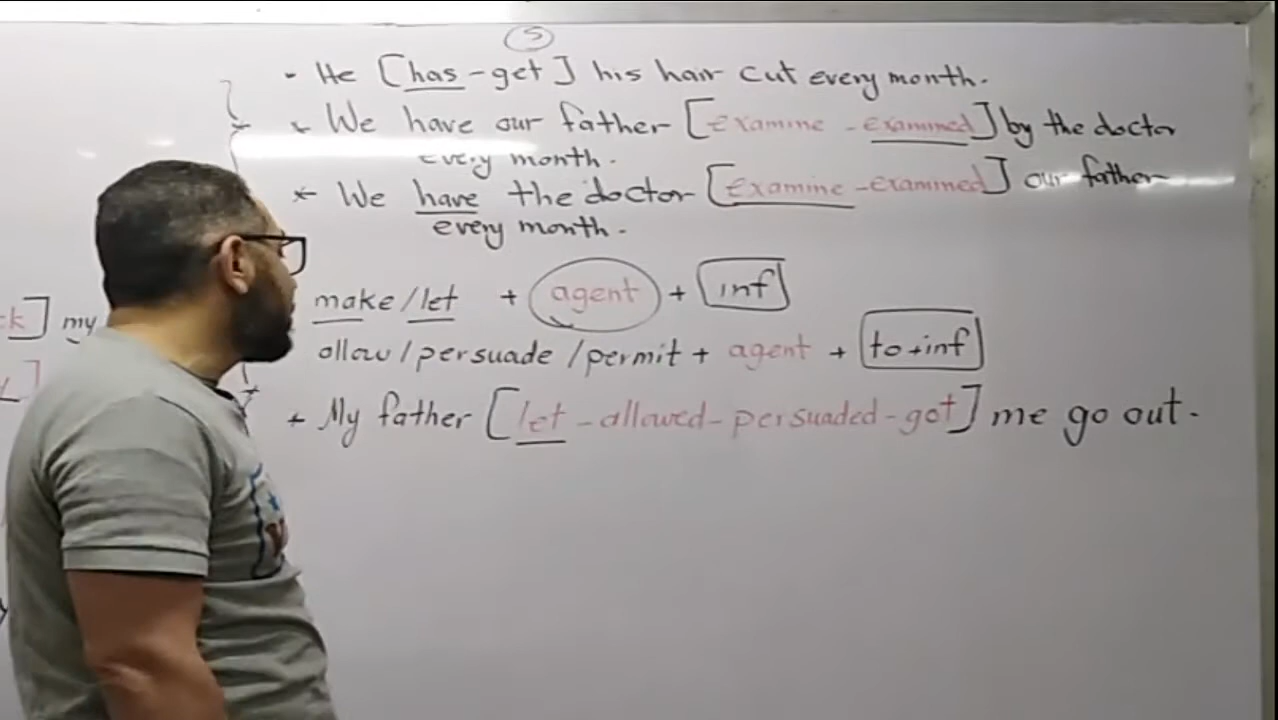 5
- He [has - get] his hair cut every month.
* We have our father [examine - examined] by the doctor
every month.
* We have the doctor [examine - examined] our father
every month.
make/let + agent + inf
allow/persuade/permit + agent + to+inf
+ My father [let - allowed - persuaded - got] me go out.
my